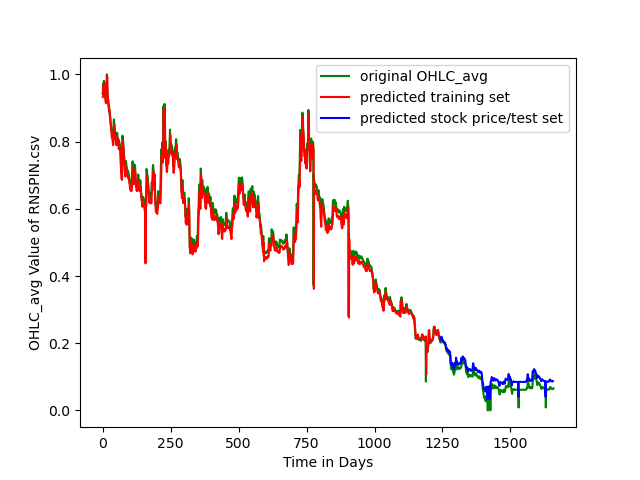 original OHLC_avg
predicted training set
predicted stock price/test set
OHLC_avg Value of RNSPIN.csv
1.0
0.8
0.6
0.4
0.2
0.0
0 250 500 750 1000 1250 1500
Time in Days